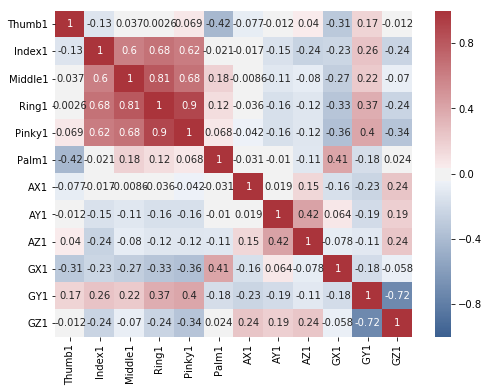 Thumb1 1 -0.13 0.037 0.0026 0.069 -0.42 -0.077 -0.012 0.04 -0.31 0.17 -0.012
Index1 -0.13 1 0.6 0.68 0.62 -0.021 -0.017 -0.15 -0.24 -0.23 0.26 -0.24
Middle1 0.037 0.6 1 0.81 0.68 0.18 -0.0086 -0.11 -0.08 -0.27 0.22 -0.07
Ring1 0.0026 0.68 0.81 1 0.9 0.12 -0.036 -0.16 -0.12 -0.33 0.37 -0.24
Pinky1 0.069 0.62 0.68 0.9 1 0.068 -0.042 -0.16 -0.12 -0.36 0.4 -0.34
Palm1 -0.42 -0.021 0.18 0.12 0.068 1 -0.031 -0.01 -0.11 0.41 -0.18 0.024
AX1 -0.077 -0.017 -0.0086 -0.036 -0.042 -0.031 1 0.019 0.15 -0.16 -0.23 0.24
AY1 -0.012 -0.15 -0.11 -0.16 -0.16 -0.01 0.019 1 0.42 0.064 -0.19 0.19
AZ1 0.04 -0.24 -0.08 -0.12 -0.12 -0.11 0.15 0.42 1 -0.078 -0.11 0.24
GX1 -0.31 -0.23 -0.27 -0.33 -0.36 0.41 -0.16 0.064 -0.078 1 -0.18 -0.058
GY1 0.17 0.26 0.22 0.37 0.4 -0.18 -0.23 -0.19 -0.11 -0.18 1 -0.72
GZ1 -0.012 -0.24 -0.07 -0.24 -0.34 0.024 0.24 0.19 0.24 -0.058 -0.72 1
Thumb1 Index1 Middle1 Ring1 Pinky1 Palm1 AX1 AY1 AZ1 GX1 GY1 GZ1
0.8
0.4
0.0
-0.4
-0.8